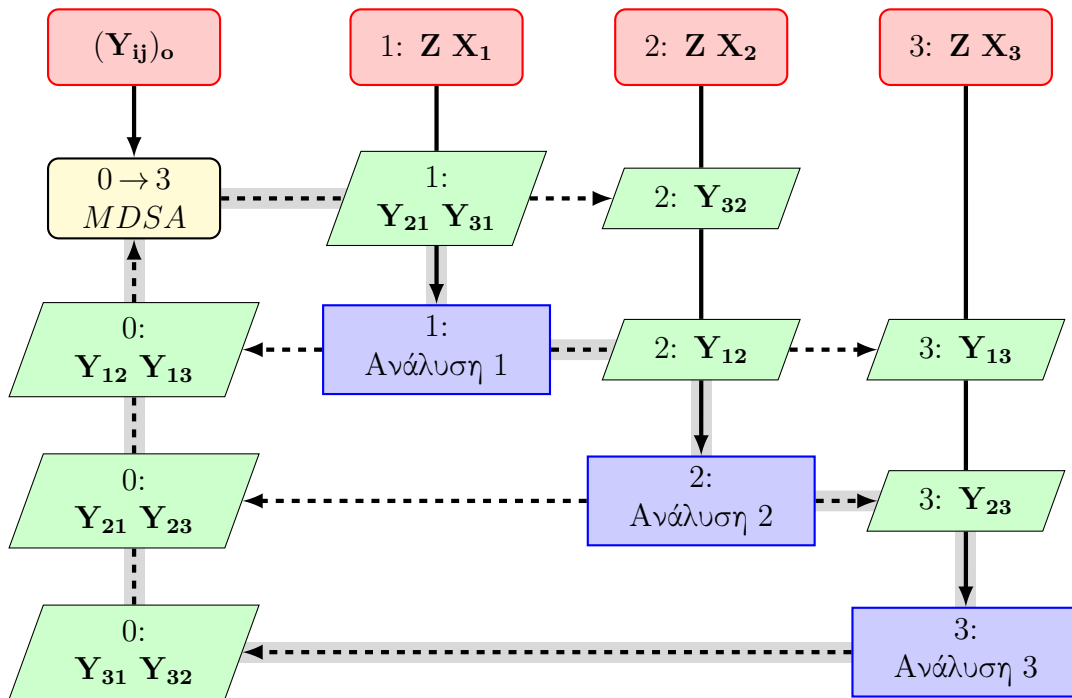 (Y_ij)_o
1: Z X_1
2: Z X_2
3: Z X_3
0→3
MDSA
1:
Y_21 Y_31
2: Y_32
0:
Y_12 Y_13
1:
Ανάλυση 1
2: Y_12
3: Y_13
0:
Y_21 Y_23
2:
Ανάλυση 2
3: Y_23
0:
Y_31 Y_32
3:
Ανάλυση 3